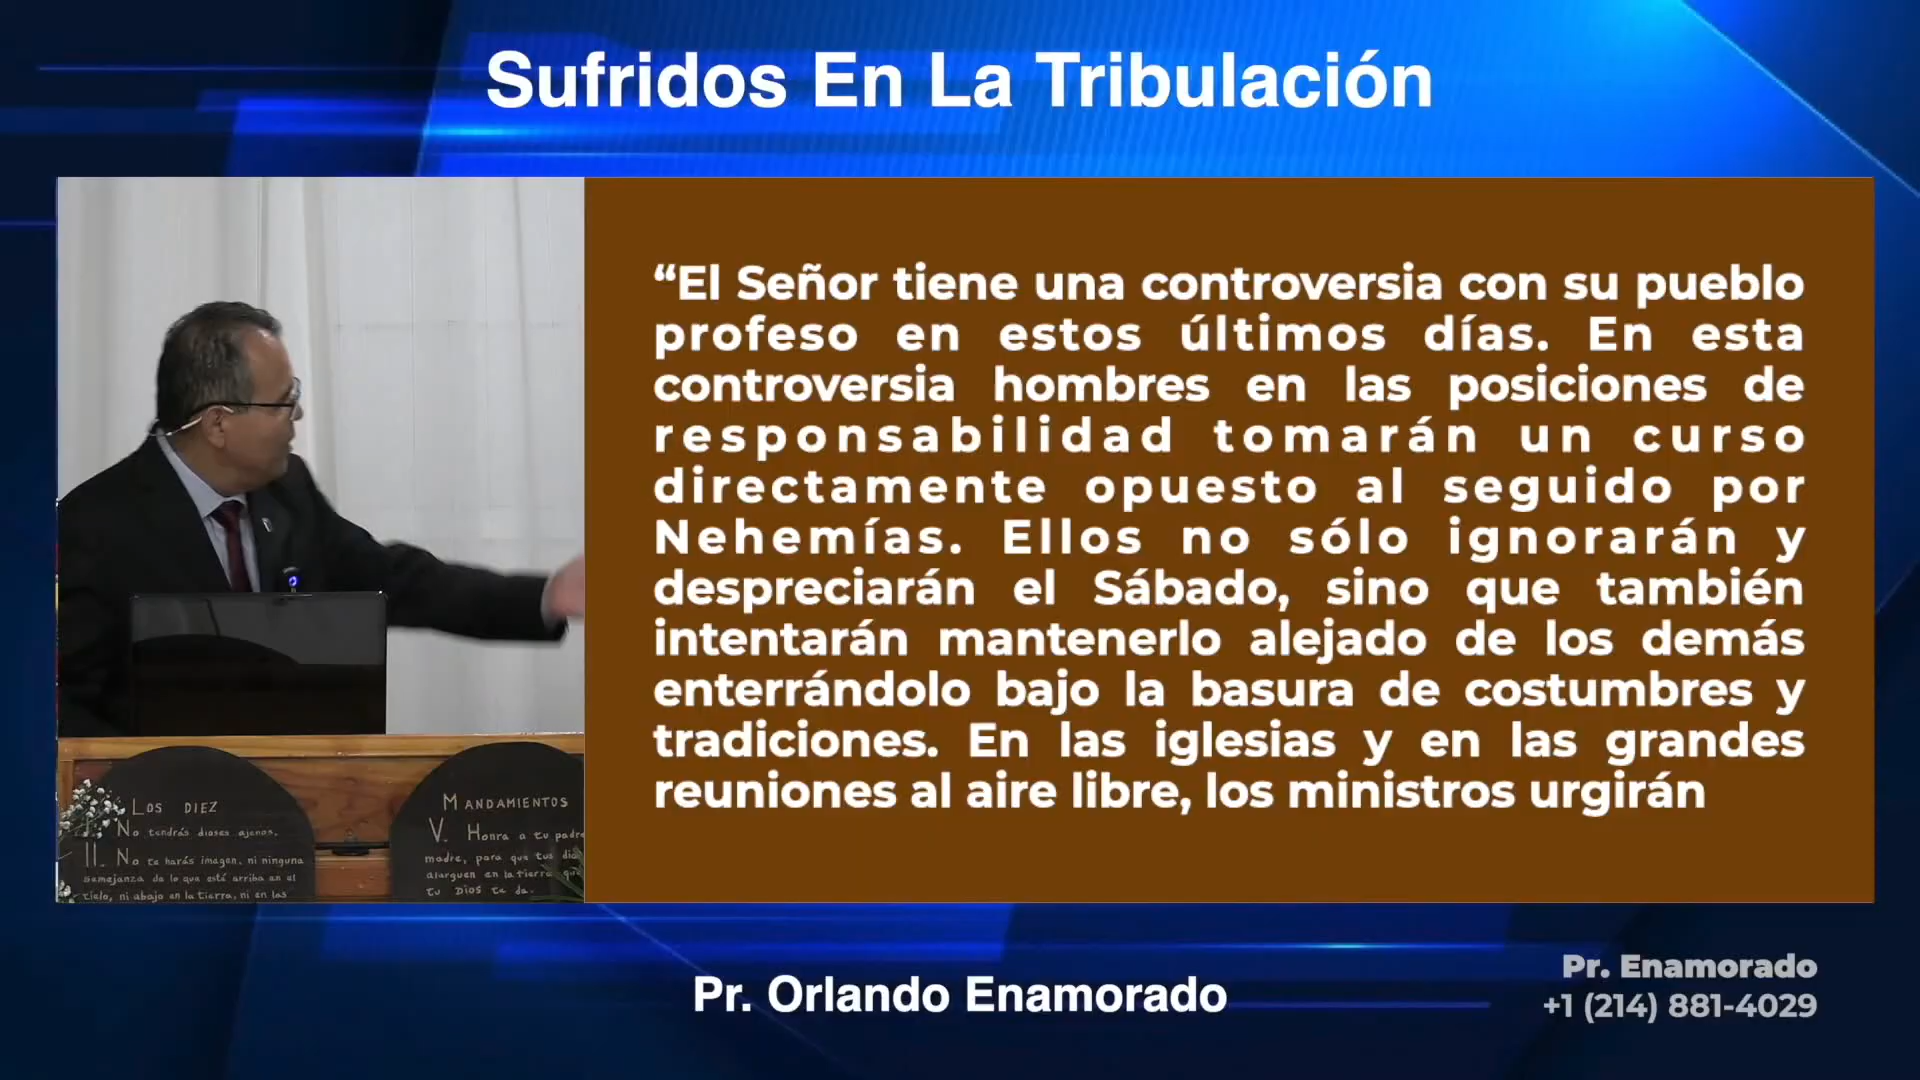 Sufridos En La Tribulación
“El Señor tiene una controversia con su pueblo
profeso en estos últimos días. En esta
controversia hombres en las posiciones de
responsabilidad tomarán un curso
directamente opuesto al seguido por
Nehemías. Ellos no sólo ignorarán y
despreciarán el Sábado, sino que también
intentarán mantenerlo alejado de los demás
enterrándolo bajo la basura de costumbres y
tradiciones. En las iglesias y en las grandes
reuniones al aire libre, los ministros urgirán
LOS DIEZ
No tendrás dioses ajenos.
II. No te harás imagen, ni ninguna
semejanza de lo que esté arriba en el
cielo, ni abajo en la tierra, ni en las
MANDAMIENTOS
V. Honra a tu padre
madre, para que tus
alarguen en la tierra que
tu DIOS te da.
Pr. Orlando Enamorado
Pr. Enamorado
+1 (214) 881-4029